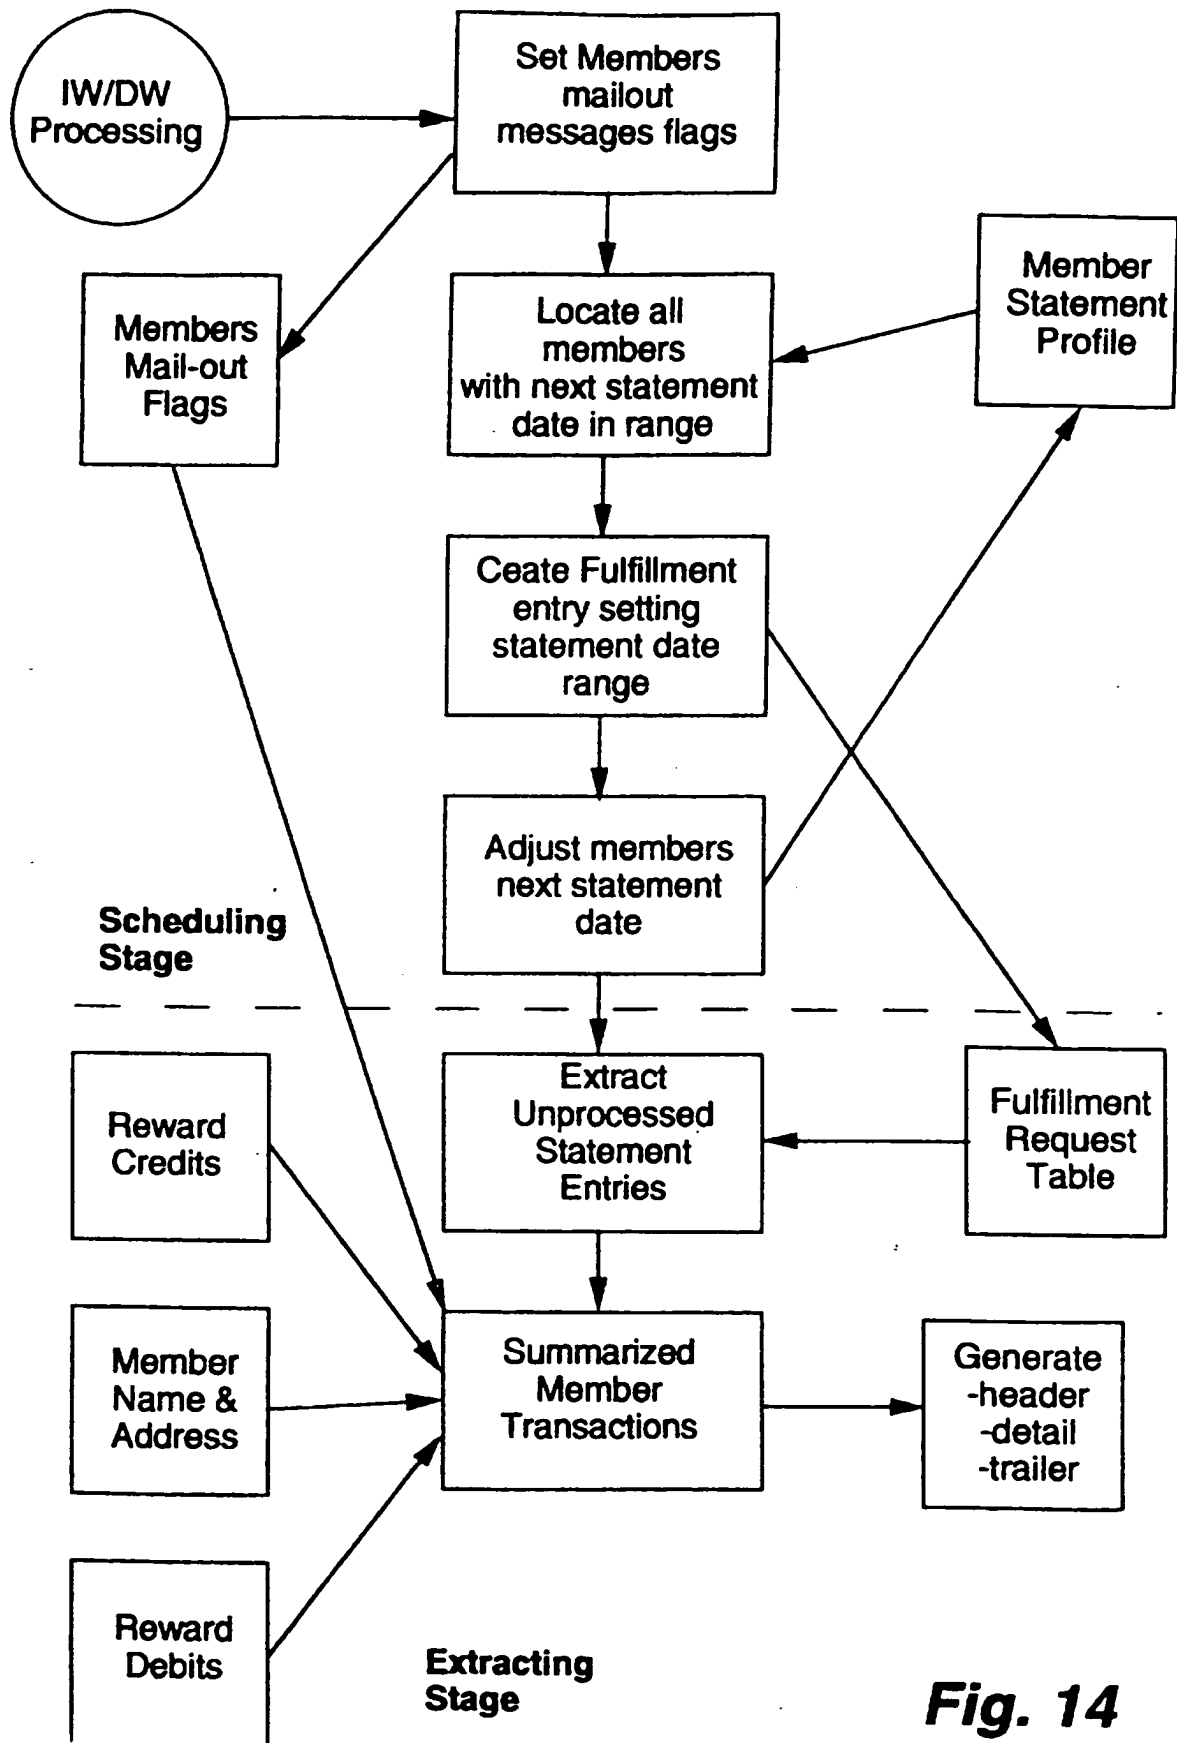 IW/DW
Processing
Set Members
mailout
messages flags
Members
Mail-out
Flags
Locate all
members
with next statement
date in range
Member
Statement
Profile
Ceate Fulfillment
entry setting
statement date
range
Adjust members
next statement
date
Scheduling
Stage
Reward
Credits
Extract
Unprocessed
Statement
Entries
Fulfillment
Request
Table
Member
Name &
Address
Summarized
Member
Transactions
Generate
-header
-detail
-trailer
Reward
Debits
Extracting
Stage
Fig. 14